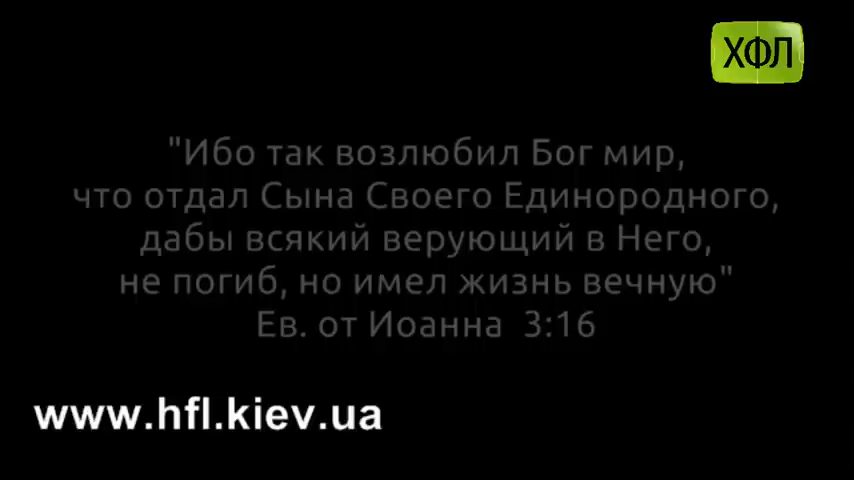 ХФЛ
"Ибо так возлюбил Бог мир,
что отдал Сына Своего Единородного,
дабы всякий верующий в Него,
не погиб, но имел жизнь вечную"
Ев. от Иоанна 3:16
www.hfl.kiev.ua